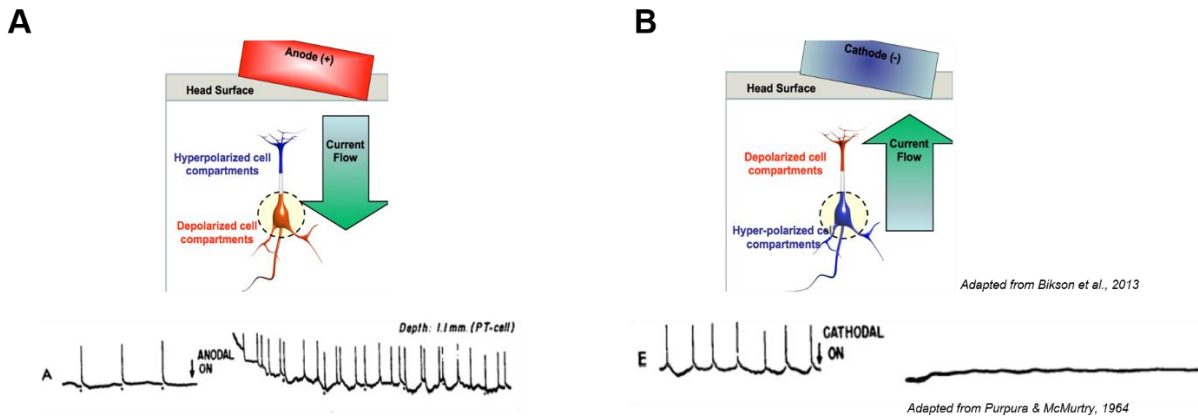 A
B
Anode (+)
Cathode (-)
Head Surface
Head Surface
Hyperpolarized cell
compartments
Current
Flow
Depolarized cell
compartments
Depolarized cell
compartments
Current
Flow
Hyper-polarized cell
compartments
Adapted from Bikson et al., 2013
Depth: 1.1mm.(PT-cell)
A
ANODAL
ON
E
CATHODAL
ON
Adapted from Purpura & McMurtry, 1964